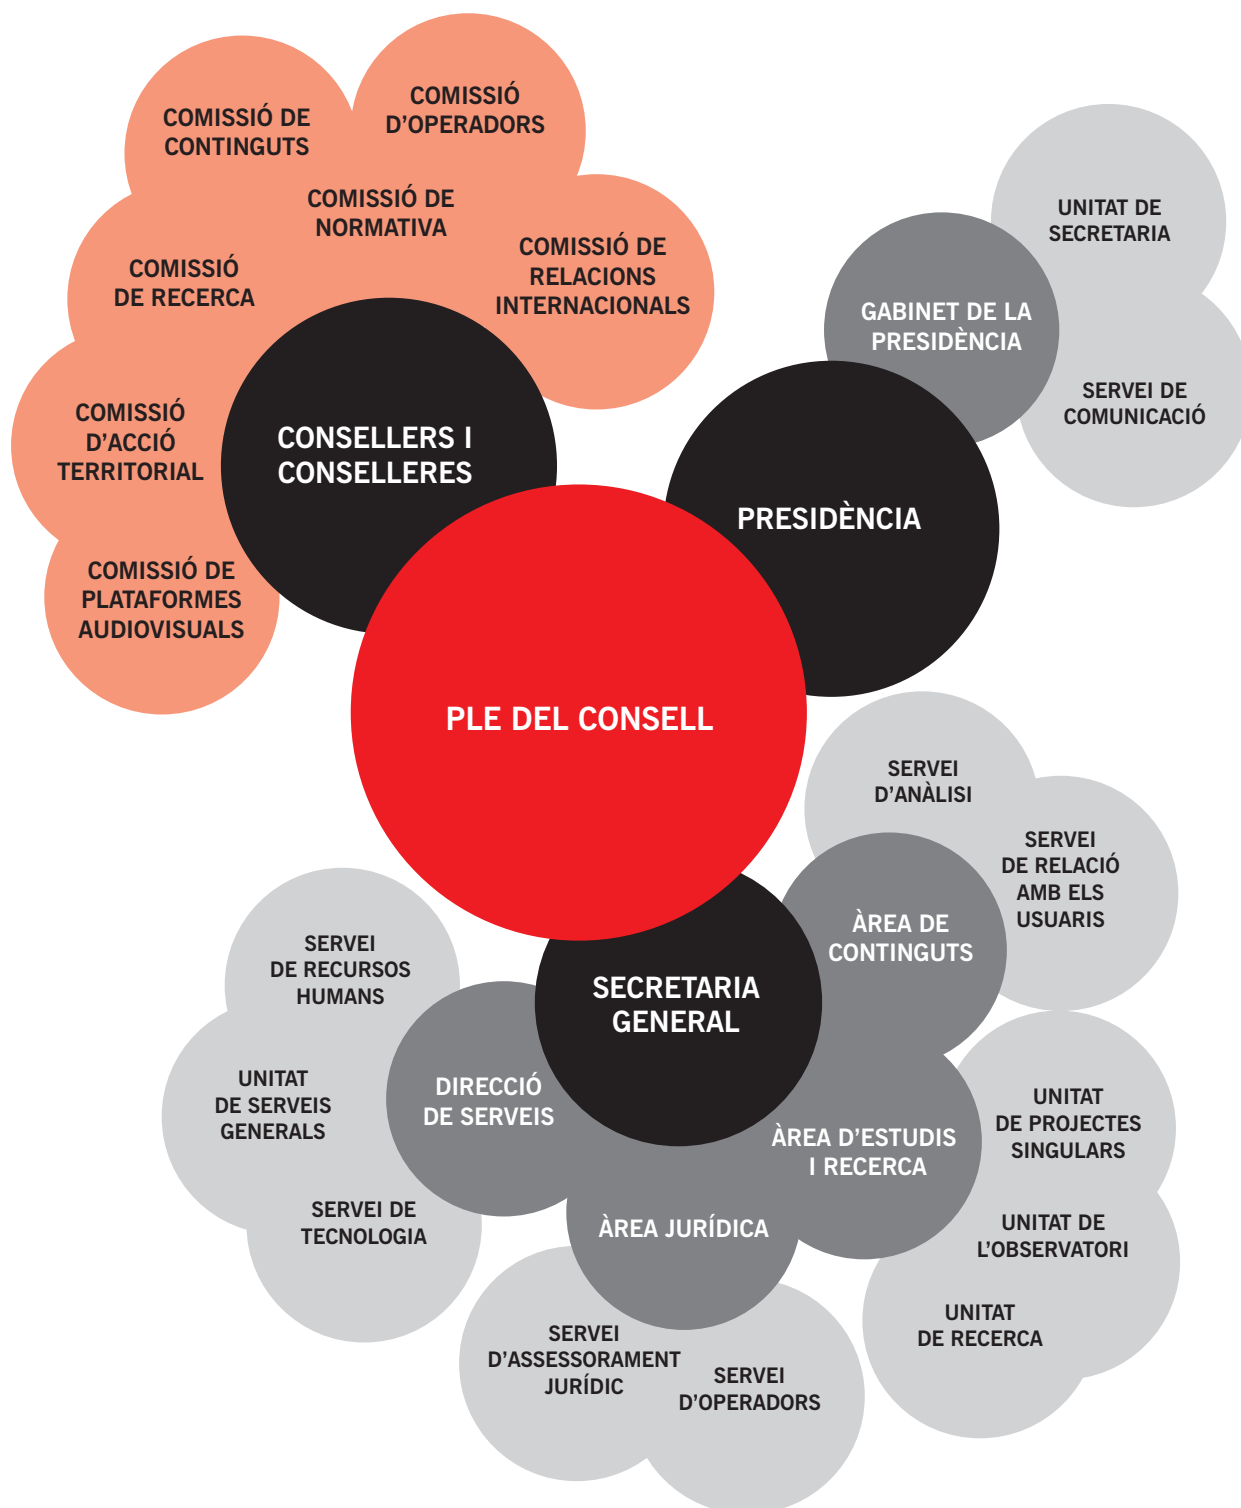 COMISSIÓ DE
CONTINGUTS
COMISSIÓ
D’OPERADORS
COMISSIÓ DE
NORMATIVA
COMISSIÓ
DE RECERCA
COMISSIÓ DE
RELACIONS
INTERNACIONALS
COMISSIÓ
D’ACCIÓ
TERRITORIAL
COMISSIÓ DE
PLATAFORMES
AUDIOVISUALS
CONSELLERS I
CONSELLERES
UNITAT DE
SECRETARIA
GABINET DE LA
PRESIDÈNCIA
SERVEI DE
COMUNICACIÓ
PRESIDÈNCIA
PLE DEL CONSELL
SERVEI
D’ANÀLISI
SERVEI
DE RELACIÓ
AMB ELS
USUARIS
ÀREA DE
CONTINGUTS
SECRETARIA
GENERAL
SERVEI
DE RECURSOS
HUMANS
UNITAT
DE SERVEIS
GENERALS
SERVEI DE
TECNOLOGIA
DIRECCIÓ
DE SERVEIS
ÀREA D’ESTUDIS
I RECERCA
ÀREA JURÍDICA
UNITAT
DE PROJECTES
SINGULARS
UNITAT DE
L’OBSERVATORI
UNITAT
DE RECERCA
SERVEI
D’ASSESSORAMENT
JURÍDIC
SERVEI
D’OPERADORS